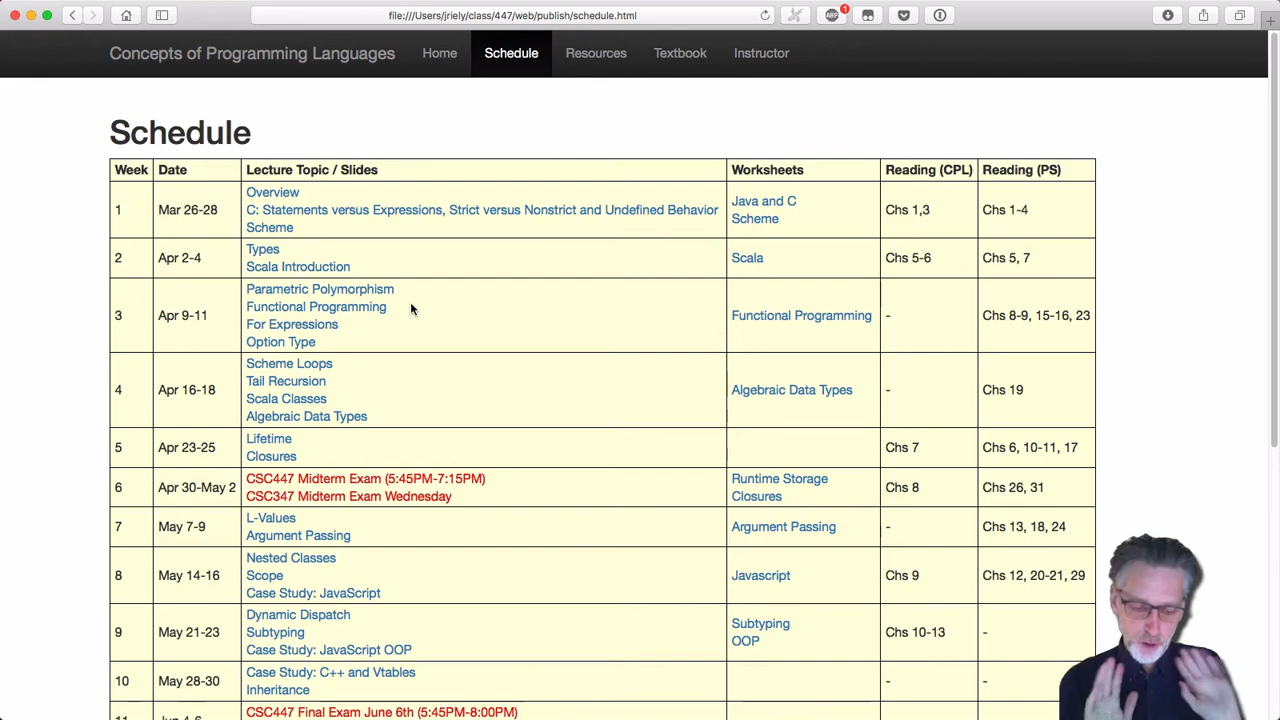 file:///Users/jriely/class/447/web/publish/schedule.html
ABP
1
Concepts of Programming Languages Home Schedule Resources Textbook Instructor
Schedule
Week Date Lecture Topic / Slides Worksheets Reading (CPL) Reading (PS)
1 Mar 26-28 Overview Java and C Chs 1,3 Chs 1-4
C: Statements versus Expressions, Strict versus Nonstrict and Undefined Behavior Scheme
Scheme
2 Apr 2-4 Types Scala Chs 5-6 Chs 5, 7
Scala Introduction
3 Apr 9-11 Parametric Polymorphism Functional Programming - Chs 8-9, 15-16, 23
Functional Programming
For Expressions
Option Type
4 Apr 16-18 Scheme Loops Algebraic Data Types - Chs 19
Tail Recursion
Scala Classes
Algebraic Data Types
5 Apr 23-25 Lifetime Chs 7 Chs 6, 10-11, 17
Closures
6 Apr 30-May 2 CSC447 Midterm Exam (5:45PM-7:15PM) Runtime Storage Chs 8 Chs 26, 31
CSC347 Midterm Exam Wednesday Closures
7 May 7-9 L-Values Argument Passing - Chs 13, 18, 24
Argument Passing
8 May 14-16 Nested Classes Javascript Chs 9 Chs 12, 20-21, 29
Scope
Case Study: JavaScript
9 May 21-23 Dynamic Dispatch Subtyping Chs 10-13 -
Subtyping OOP
Case Study: JavaScript OOP
10 May 28-30 Case Study: C++ and Vtables - -
Inheritance
11 Jun 4-6 CSC447 Final Exam June 6th (5:45PM-8:00PM)